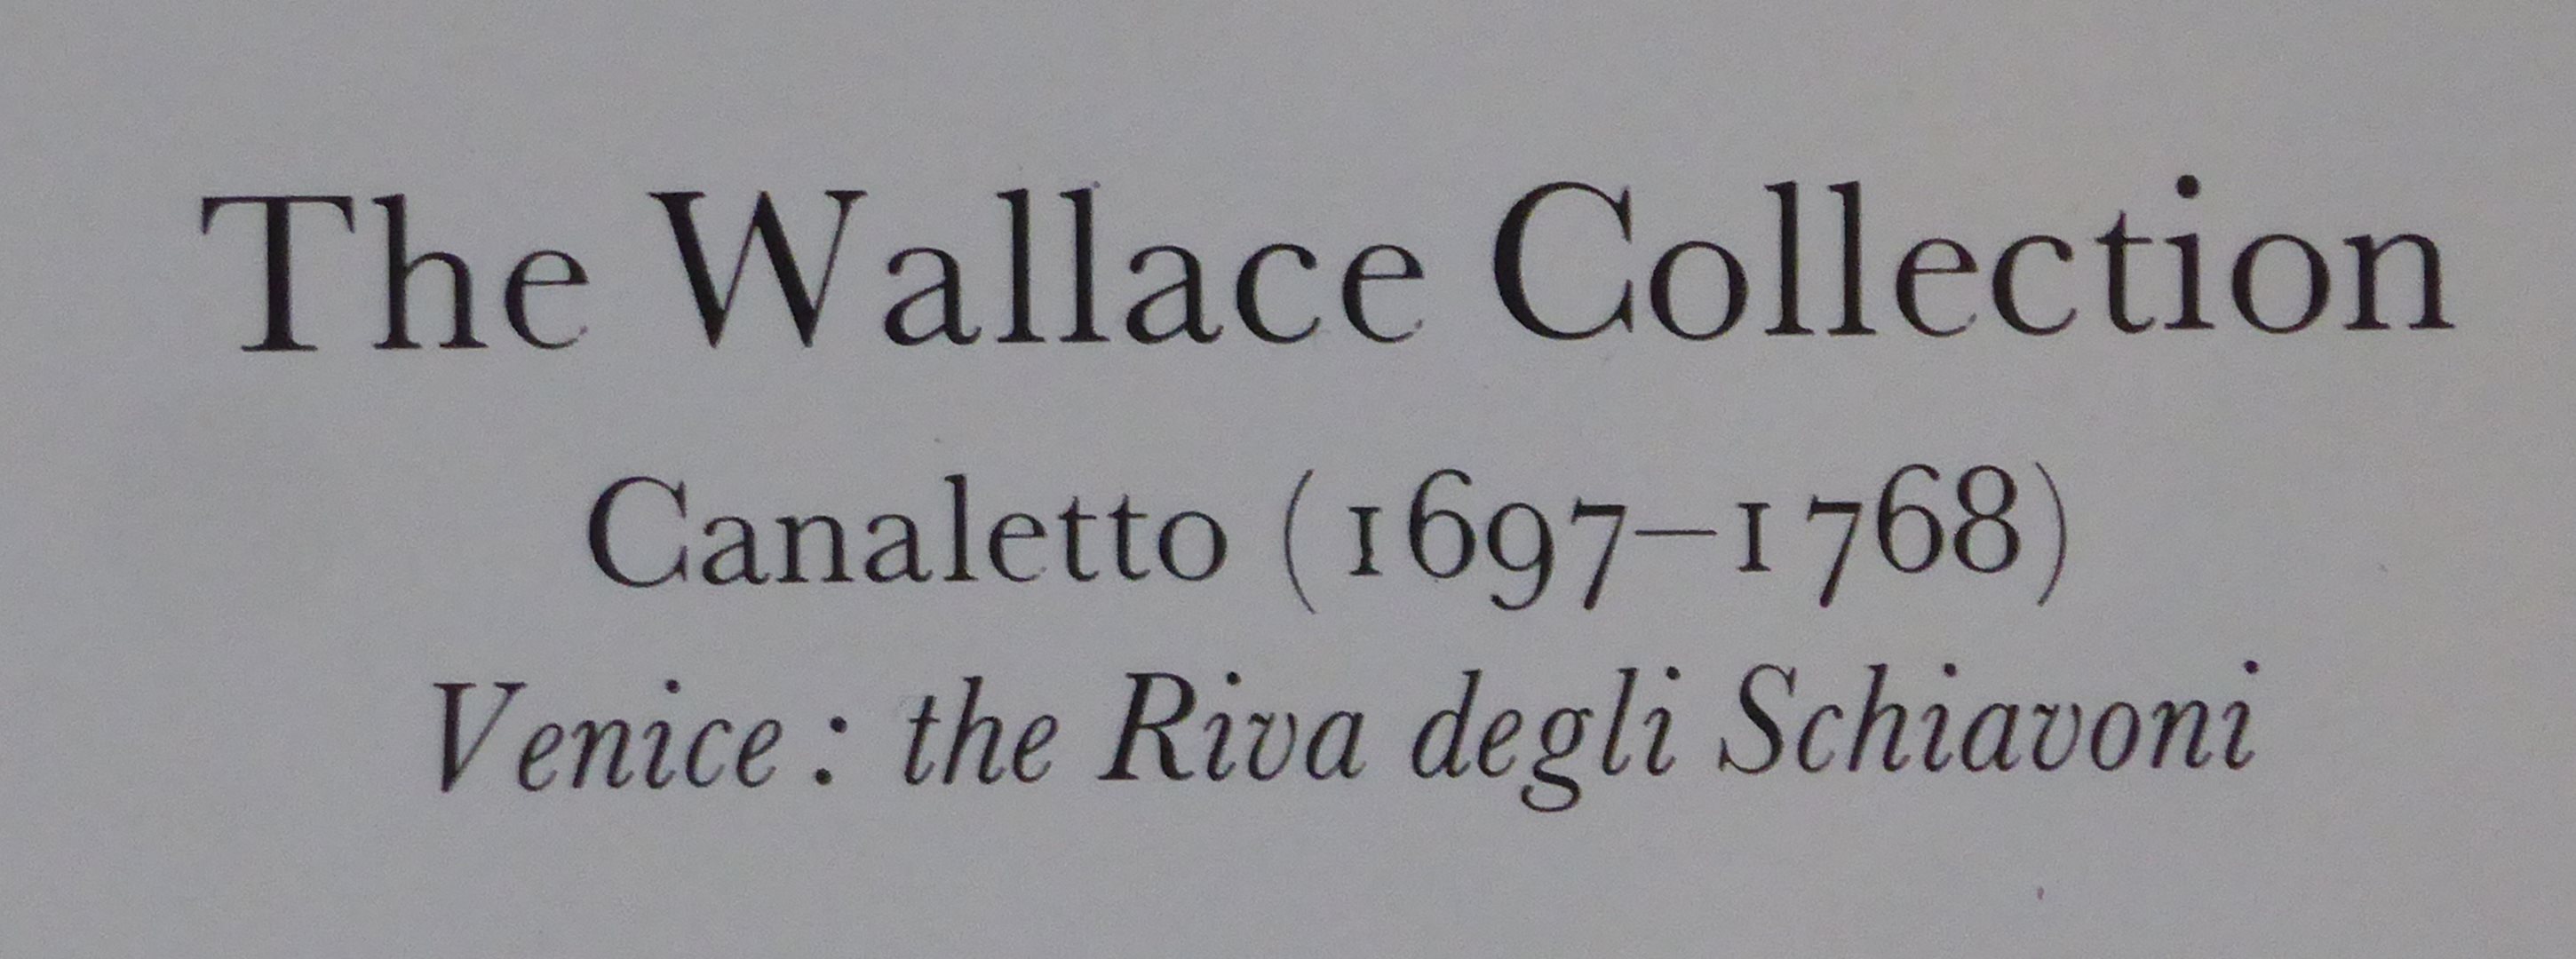 The Wallace Collection
Canaletto (1697–1768)
Venice: the Riva degli Schiavoni